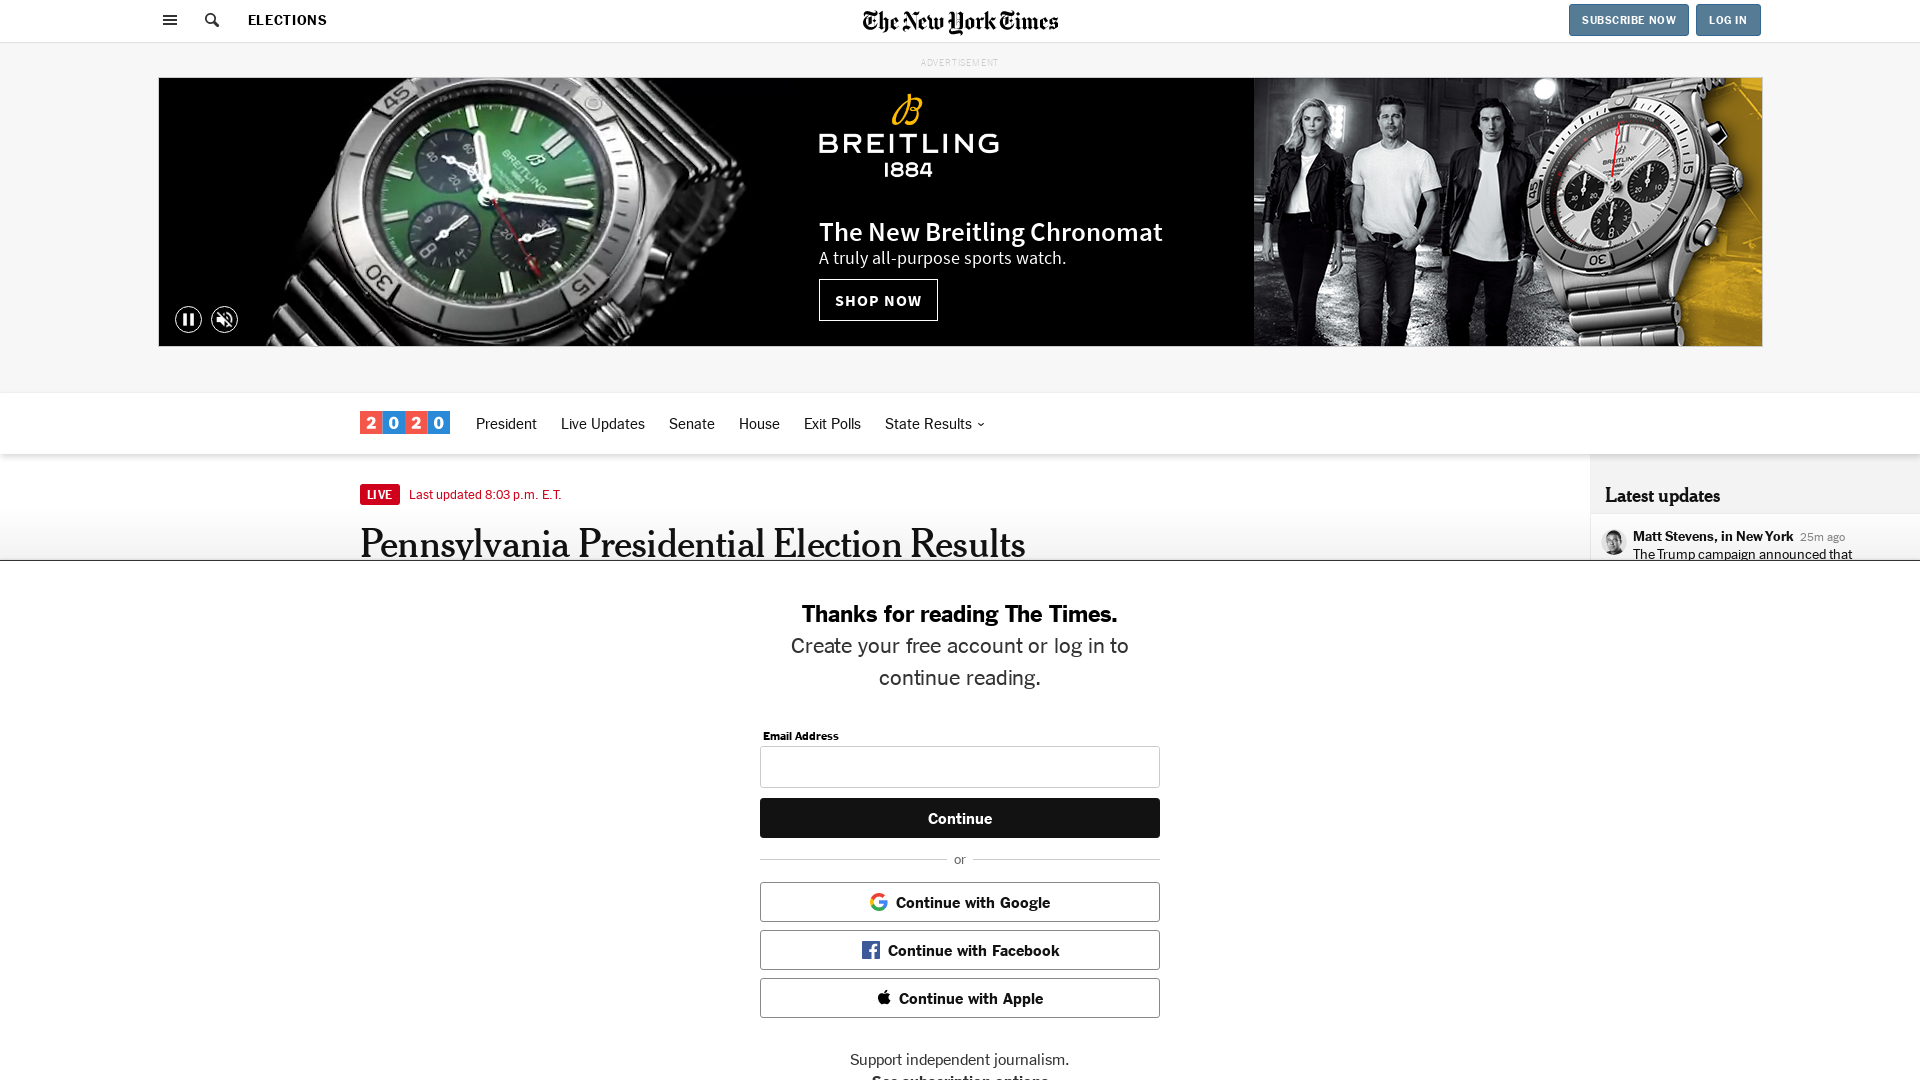 ELECTIONS
The New York Times
SUBSCRIBE NOW
LOG IN
ADVERTISEMENT
BREITLING
1884
The New Breitling Chronomat
A truly all-purpose sports watch.
SHOP NOW
2020
President
Live Updates
Senate
House
Exit Polls
State Results
LIVE
Last updated 8:03 p.m. E.T.
Pennsylvania Presidential Election Results
Latest updates
Matt Stevens, in New York 25m ago
The Trump campaign announced that
Thanks for reading The Times.
Create your free account or log in to
continue reading.
Email Address
Continue
or
Continue with Google
Continue with Facebook
Continue with Apple
Support independent journalism.
See subscription options.